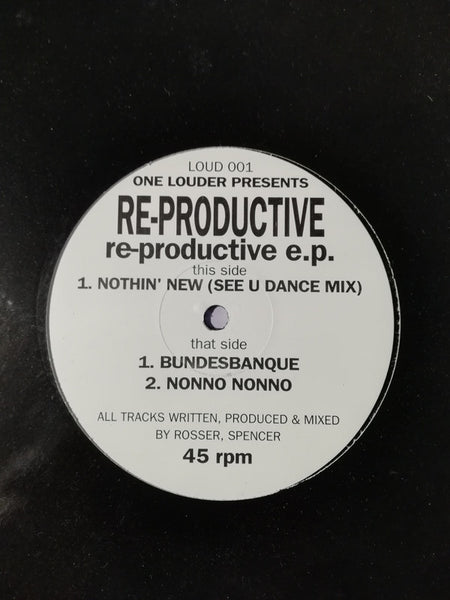 LOUD 001
ONE LOUDER PRESENTS
RE-PRODUCTIVE
re-productive e.p.
this side
1. NOTHIN' NEW (SEE U DANCE MIX)
that side
1. BUNDESBANQUE
2. NONNO NONNO
ALL TRACKS WRITTEN, PRODUCED & MIXED
BY ROSSER, SPENCER
45 rpm